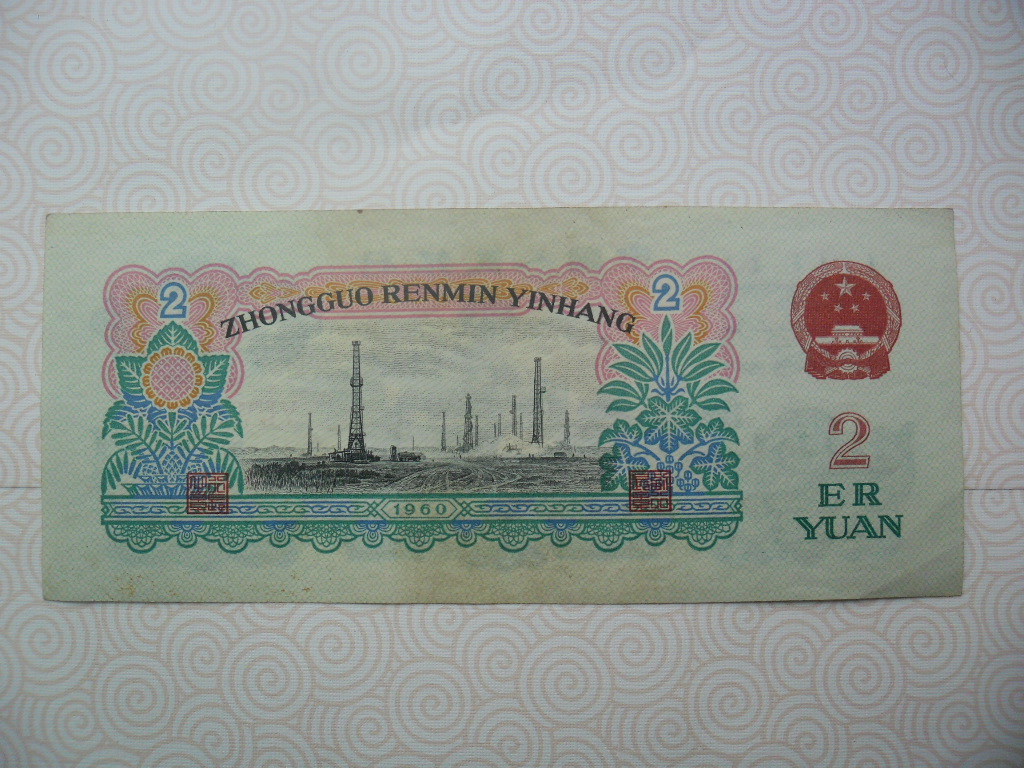 2
2
ZHONGGUO RENMIN YINHANG
2
ER
YUAN
1960